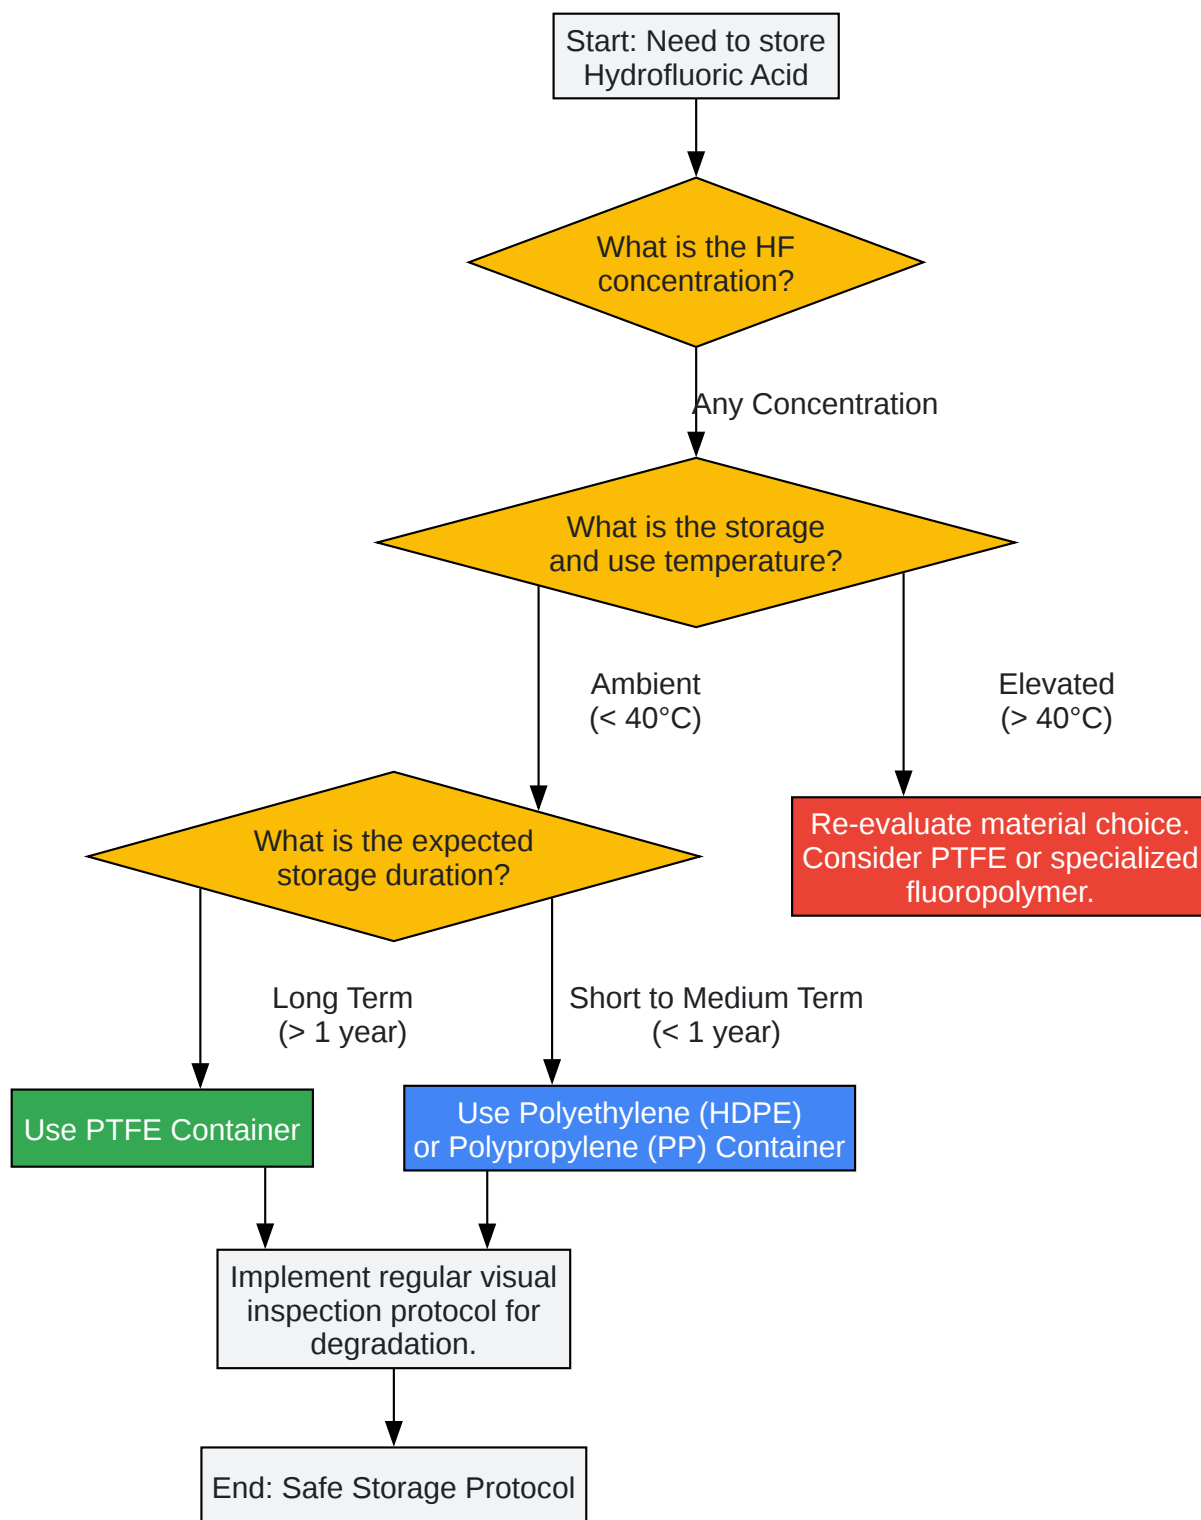 Start: Need to store
Hydrofluoric Acid
What is the HF
concentration?
Any Concentration
What is the storage
and use temperature?
Ambient
(< 40°C)
Elevated
(> 40°C)
What is the expected
storage duration?
Re-evaluate material choice.
Consider PTFE or specialized
fluoropolymer.
Long Term
(> 1 year)
Short to Medium Term
(< 1 year)
Use PTFE Container
Use Polyethylene (HDPE)
or Polypropylene (PP) Container
Implement regular visual
inspection protocol for
degradation.
End: Safe Storage Protocol